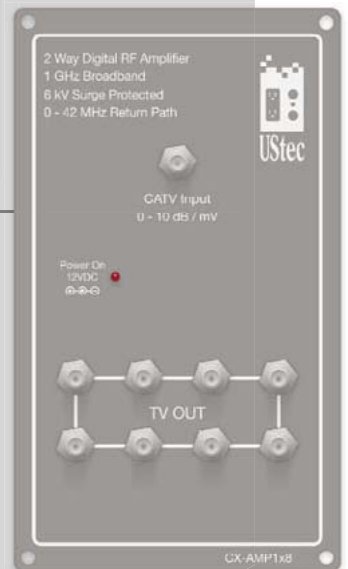 2 Way Digital RF Amplifier
1 GHz Broadband
6 kV Surge Protected
0 - 42 MHz Return Path
UStec
CATV Input
0 - 10 dB / mV
Power On
12VDC
TV OUT
CX-AMP1x8